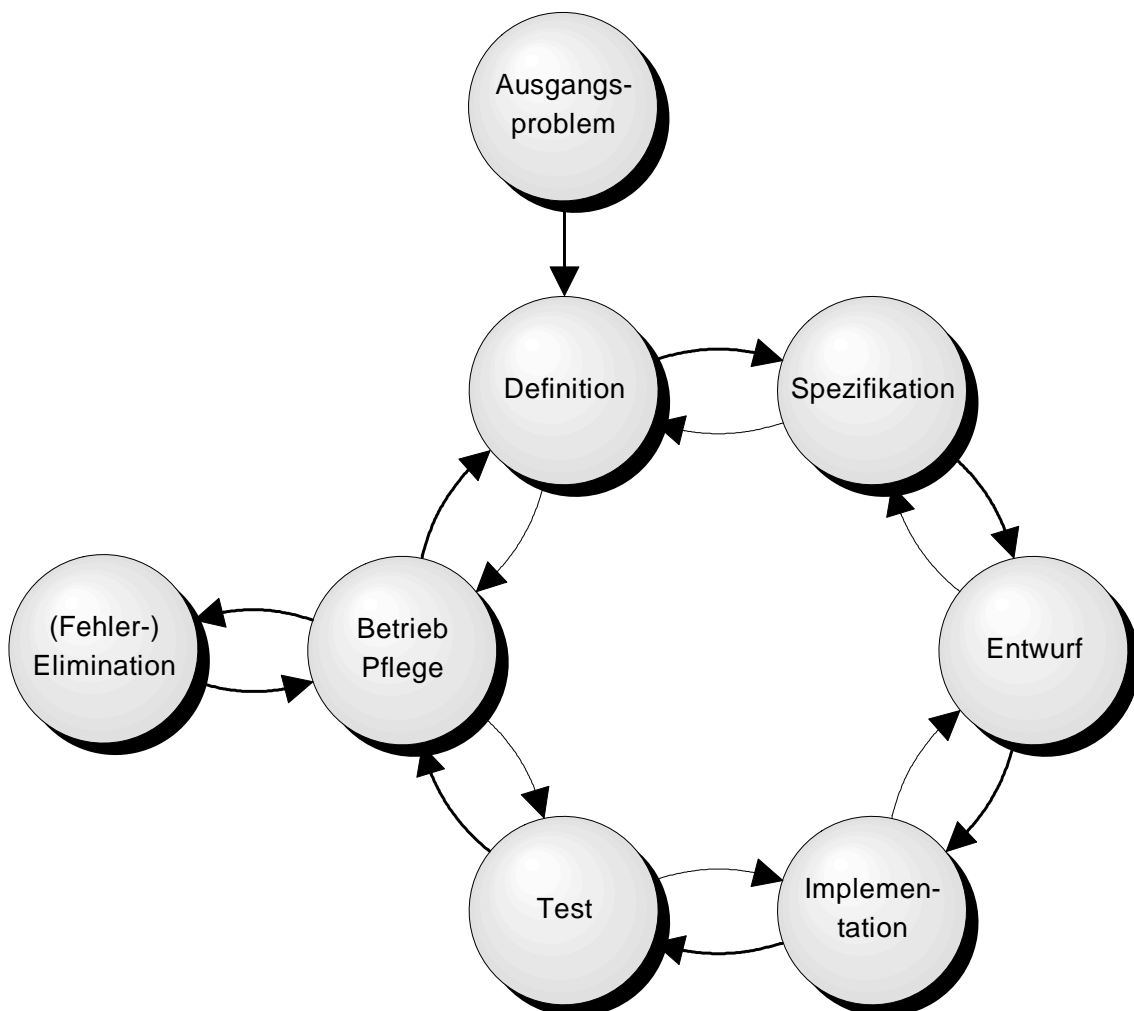 Ausgangs-
problem
Definition
Spezifikation
(Fehler-)
Elimination
Betrieb
Pflege
Entwurf
Test
Implemen-
tation